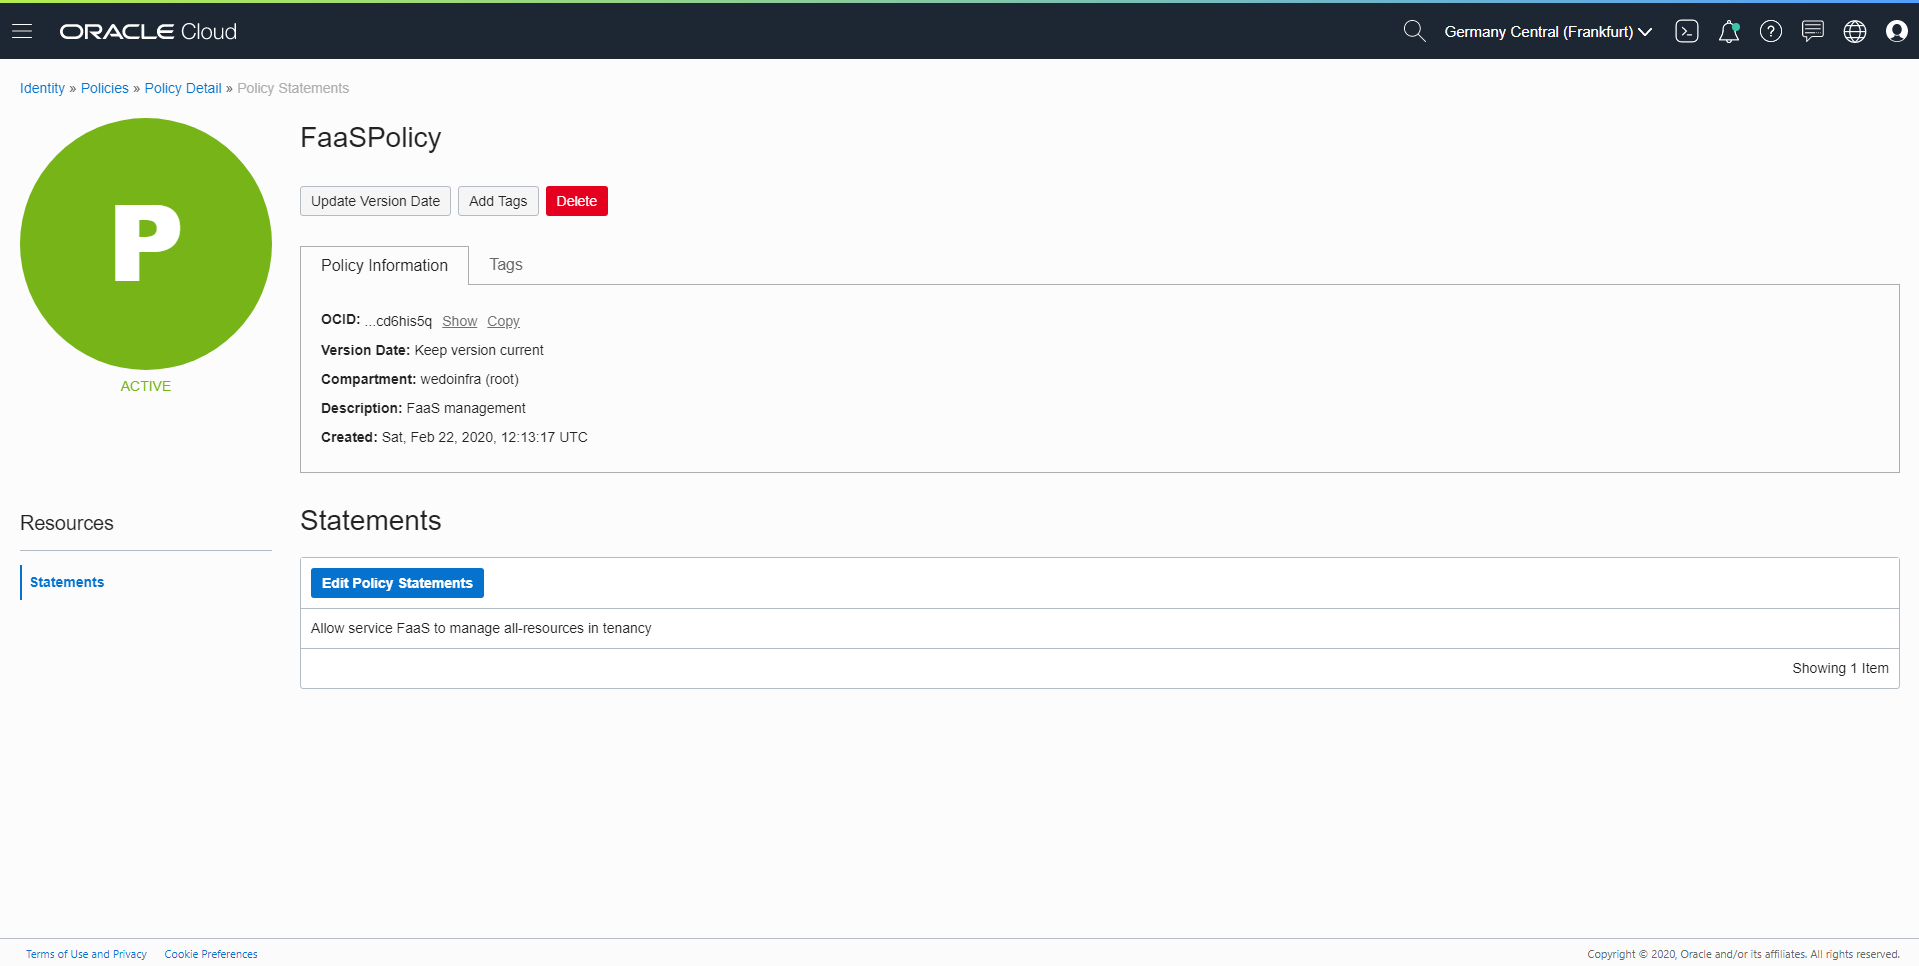 ORACLE Cloud
Germany Central (Frankfurt)
Identity » Policies » Policy Detail » Policy Statements
P
ACTIVE
FaaSPolicy
Update Version Date Add Tags Delete
Policy Information Tags
OCID: ...cd6his5q Show Copy
Version Date: Keep version current
Compartment: wedoinfra (root)
Description: FaaS management
Created: Sat, Feb 22, 2020, 12:13:17 UTC
Resources
Statements
Statements
Edit Policy Statements
Allow service FaaS to manage all-resources in tenancy
Showing 1 Item
Terms of Use and Privacy Cookie Preferences
Copyright © 2020, Oracle and/or its affiliates. All rights reserved.